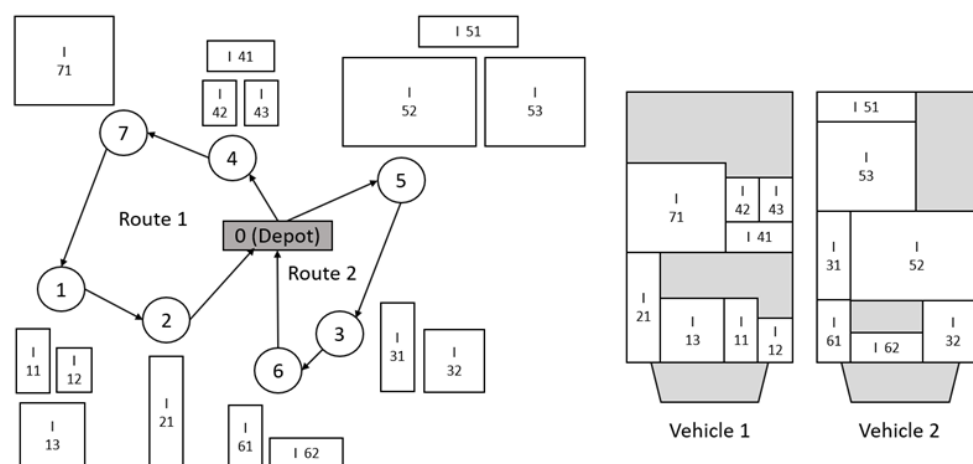 I
71
I 41
I
42
I
43
I 51
I
52
I
53
7
4
5
Route 1
0 (Depot)
Route 2
1
2
3
6
I
11
I
12
I
13
I
21
I
31
I
32
I
61
I 62
I
71
I
42
I
43
I 41
I
21
I
13
I
11
I
12
Vehicle 1
I 51
I
53
I
31
I
52
I
61
I 62
I
32
Vehicle 2